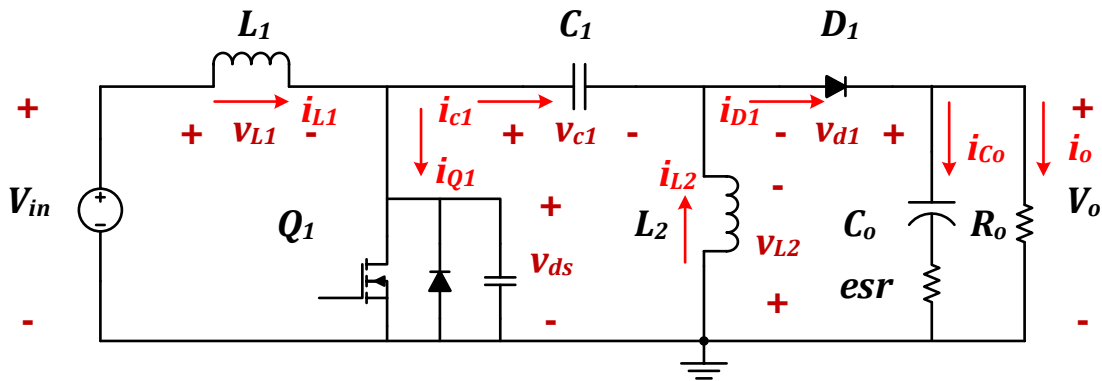 L1 C1 D1
+ iL1 ic1 iD1 +
+ vL1 - + vc1 - - vd1 + iCo io
iQ1 iL2 -
Vin + - Q1 + L2 Co Ro Vo
vds vL2
esr
- - + -